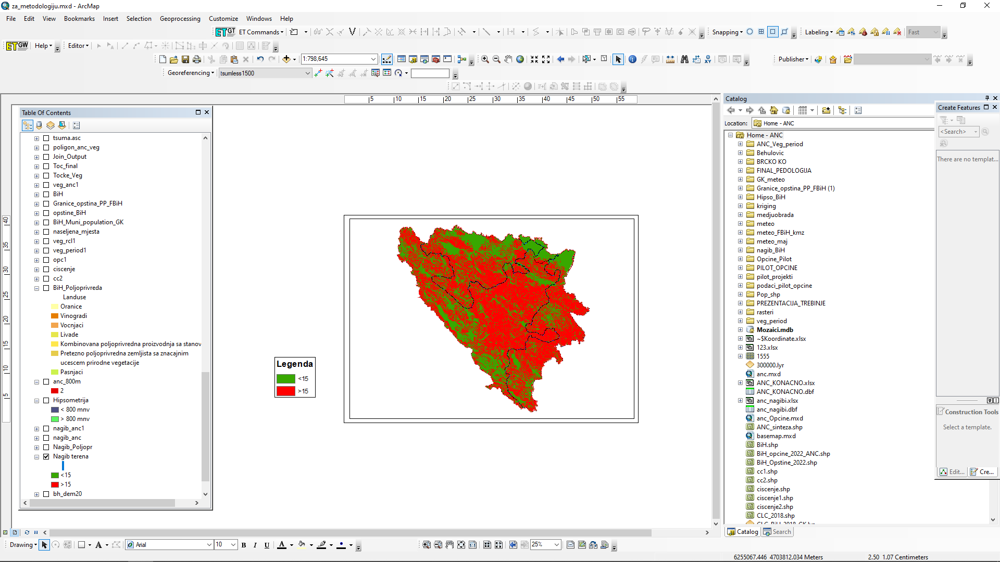 za_metodologiju.mxd - ArcMap
File Edit View Bookmarks Insert Selection Geoprocessing Customize Windows Help
ET GT ET Commands
Snapping
Labeling
Fast
ET GW Help
Editor
1:798,645
Publisher
Georeferencing
tsumless1500
5 10 15 20 25 30 35 40 45 50 55
40
35
30
25
20
15
10
5
Table Of Contents
tsuma.asc
poligon_anc_veg
Join_Output
Toc_final
Tocke_Veg
veg_anc1
BiH
Granice_opstina_PP_FBiH
opstine_BiH
BiH_Muni_population_GK
naseljena_mjesta
veg_rcl1
veg_period1
opc1
ciscenje
cc2
BiH_Poljoprivreda
Landuse
Oranice
Vinogradi
Vocnjaci
Livade
Kombinovana poljoprivredna proizvodnja sa stanov
Pretezno poljoprivredna zemljista sa znacajnim
ucescem prirodne vegetacije
Pasnjaci
anc_800m
2
Hipsometrija
< 800 mnv
> 800 mnv
nagib_anc1
nagib_anc
Nagib_Poljopr
Nagib terena
<15
>15
bh_dem20
Legenda
<15
>15
Catalog
Location:
Home - ANC
Home - ANC
ANC_Veg_period
Behulovic
BRCKO KO
FINAL_PEDOLOGIJA
GK_meteo
Granice_opstina_PP_FBiH (1)
Hipso_BiH
kriging
medjuobrada
meteo
meteo_FBiH_kmz
meteo_maj
nagib_BiH
Opcine_Pilot
PILOT_OPCINE
pilot_projekti
podaci_pilot_opcine
Pop_shp
PREZENTACIJA_TREBINJE
rasteri
veg_period
Mozaici.mdb
~$Koordinate.xlsx
123.xlsx
1555
300000.lyr
anc.mxd
ANC_KONACNO.xlsx
ANC_KONACNO.dbf
anc_nagibi.xlsx
anc_nagibi.dbf
anc_Opcine.mxd
ANC_sinteza.shp
basemap.mxd
BiH.shp
BiH_opcine_2022_ANC.shp
BiH_Opstine_2022.shp
cc1.shp
cc2.shp
ciscenje.shp
ciscenje1.shp
ciscenje2.shp
CLC_2018.shp
CLC_BiH_2018_GK.lyr
Catalog
Search
Create Features
<Search>
There are no templat...
Construction Tools
Select a template.
Edit...
Cre...
Drawing
A
Arial
10
B I U A
25%
6255067.446 4703812.034 Meters
2.50 1.07 Centimeters